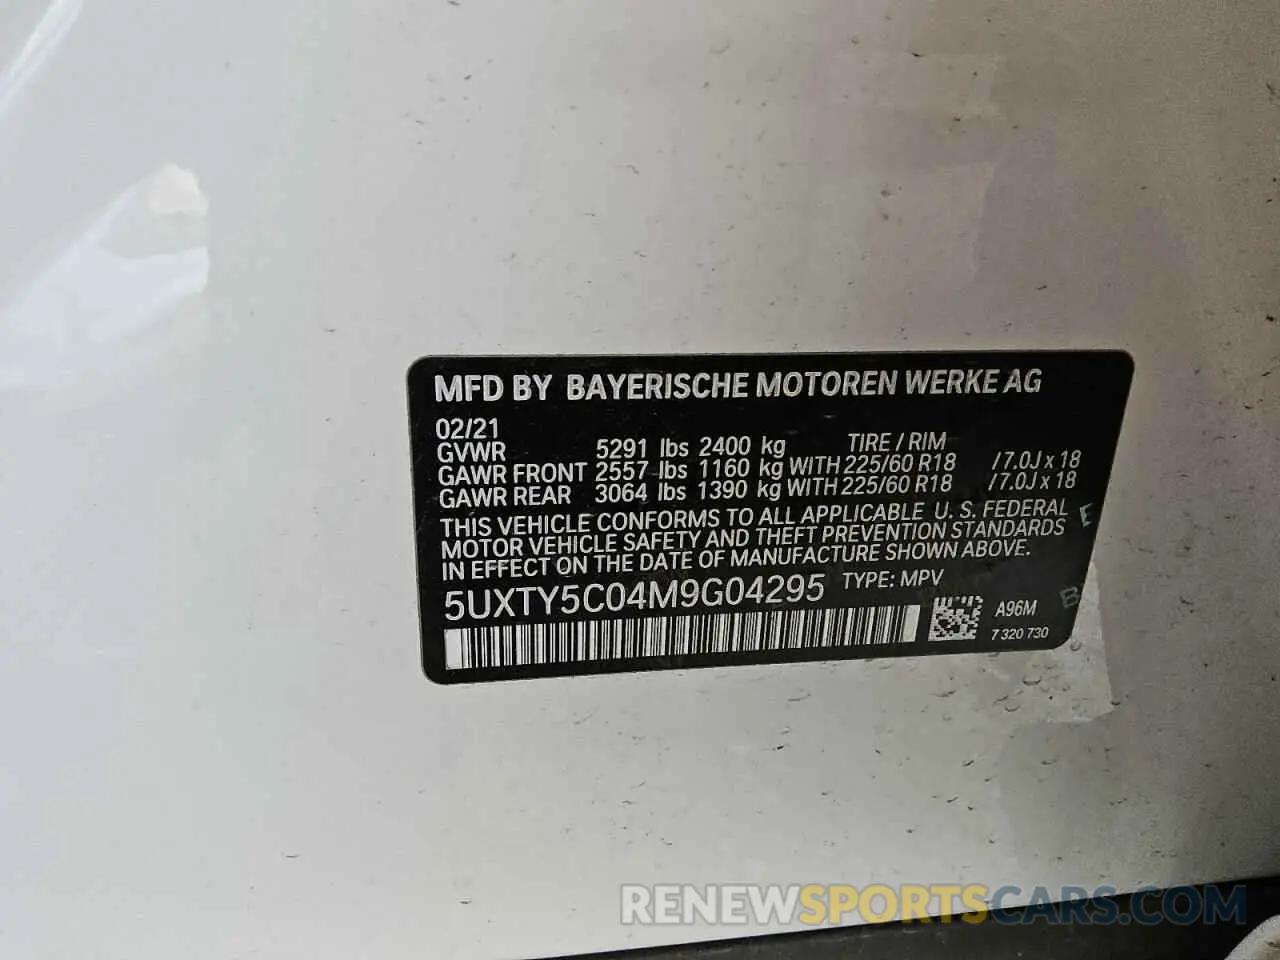 MFD BY BAYERISCHE MOTOREN WERKE AG
02/21
GVWR 5291 lbs 2400 kg TIRE / RIM
GAWR FRONT 2557 lbs 1160 kg WITH 225/60 R18 / 7.0J x 18
GAWR REAR 3064 lbs 1390 kg WITH 225/60 R18 / 7.0J x 18
THIS VEHICLE CONFORMS TO ALL APPLICABLE U. S. FEDERAL
MOTOR VEHICLE SAFETY AND THEFT PREVENTION STANDARDS
IN EFFECT ON THE DATE OF MANUFACTURE SHOWN ABOVE.
5UXTY5C04M9G04295 TYPE: MPV
A96M
7 320 730
E
B
RENEWSPORTSCARS.COM